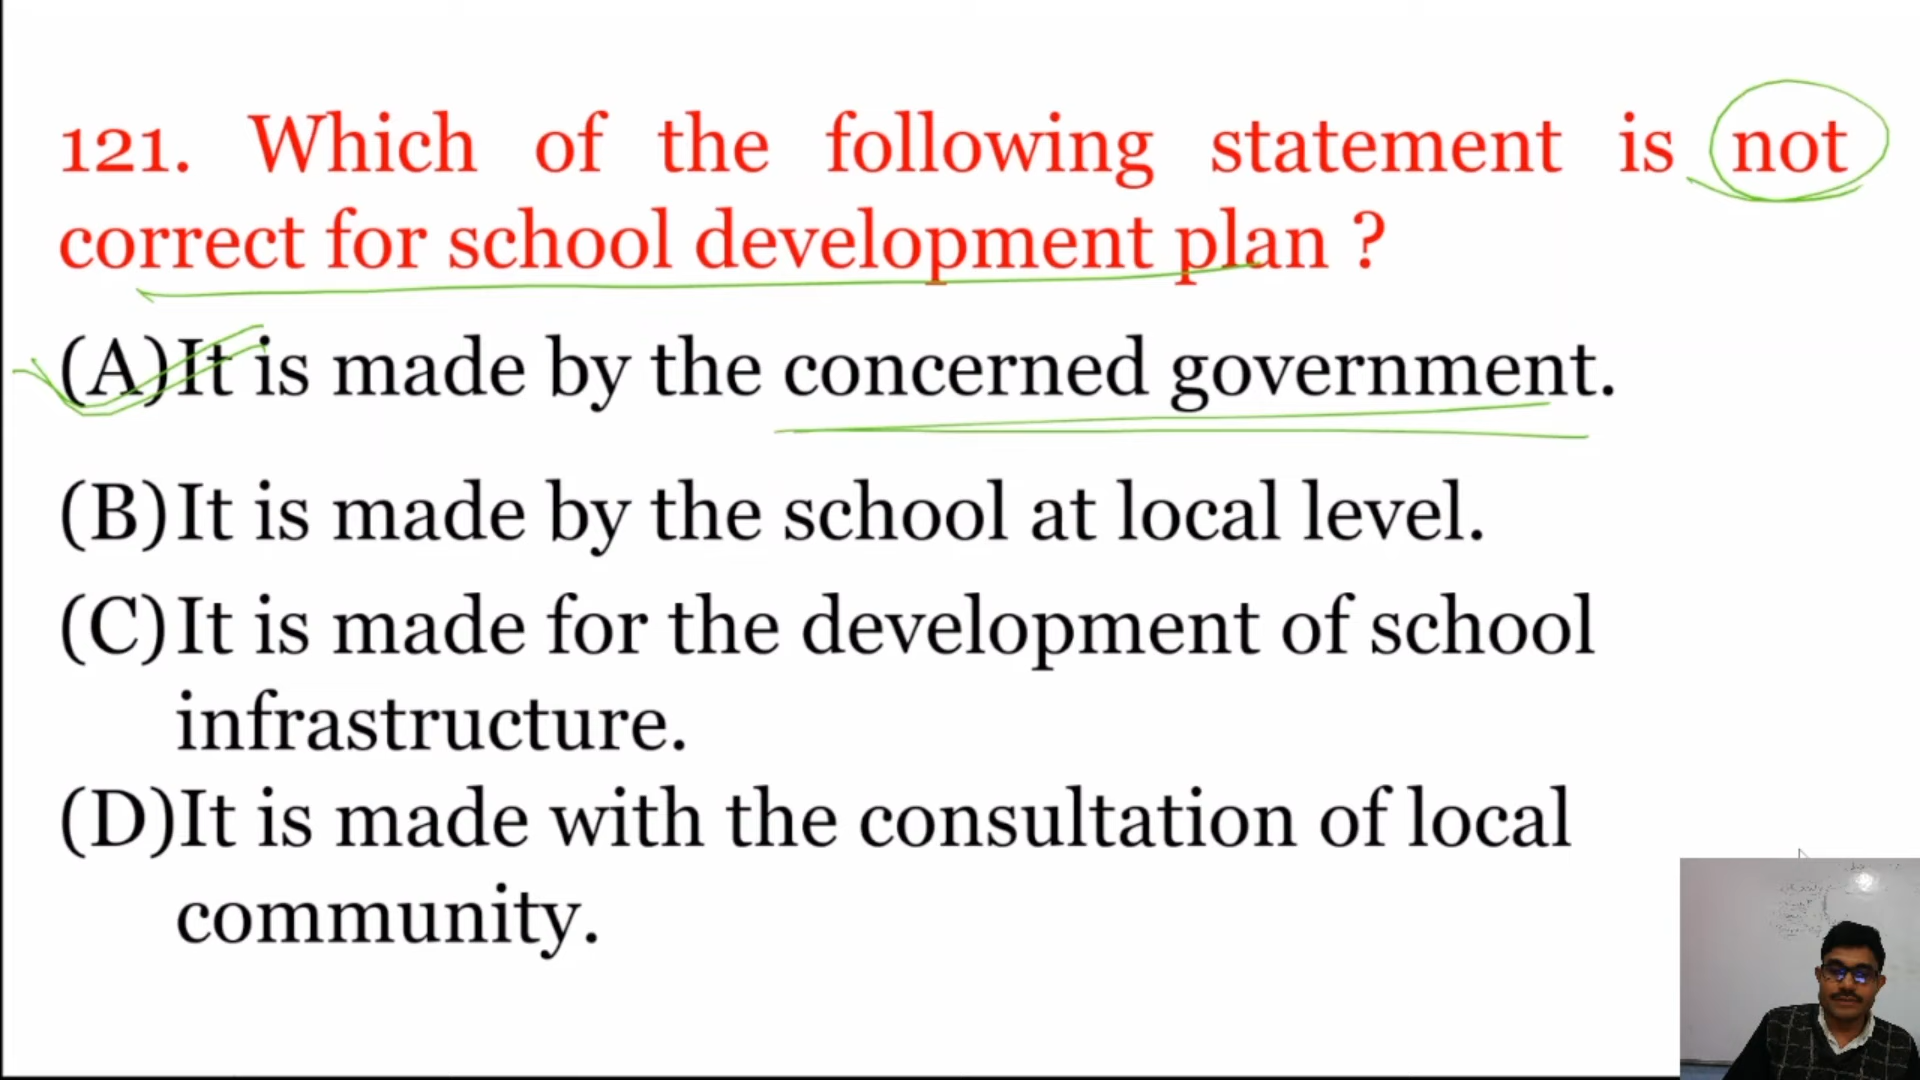 121. Which of the following statement is not
correct for school development plan ?
(A) It is made by the concerned government.
(B) It is made by the school at local level.
(C) It is made for the development of school
infrastructure.
(D) It is made with the consultation of local
community.